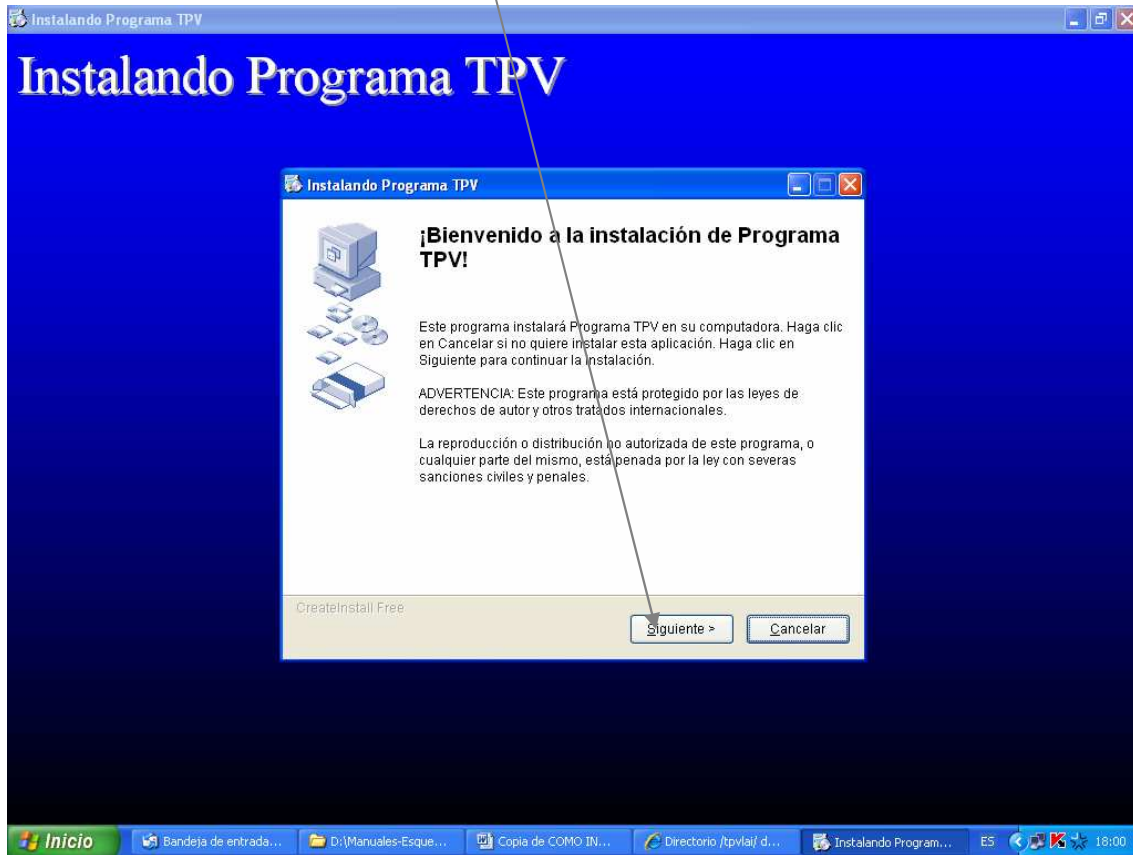 Instalando Programa TPV
Instalando Programa TPV
Instalando Programa TPV
¡Bienvenido a la instalación de Programa
TPV!
Este programa instalará Programa TPV en su computadora. Haga clic
en Cancelar si no quiere instalar esta aplicación. Haga clic en
Siguiente para continuar la instalación.
ADVERTENCIA: Este programa está protegido por las leyes de
derechos de autor y otros tratados internacionales.
La reproducción o distribución no autorizada de este programa, o
cualquier parte del mismo, está penada por la ley con severas
sanciones civiles y penales.
CreateInstall Free
Siguiente >
Cancelar
Inicio
Bandeja de entrada...
D:\Manuales-Esque...
Copia de COMO IN...
Directorio /tpvlai/ d...
Instalando Program...
ES
18:00